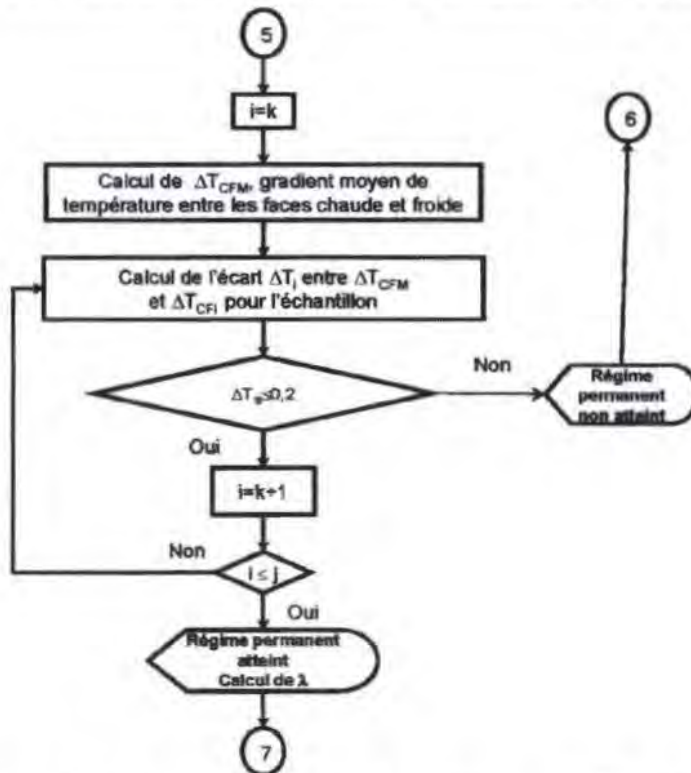 5
i=k
6
Calcul de ΔT_CFM, gradient moyen de
température entre les faces chaude et froide
Calcul de l'écart ΔT_i entre ΔT_CFM
et ΔT_CFi pour l'échantillon
Non
Régime
permanent
non atteint
≤0,2
Oui
i=k+1
Non
i ≤ j
Oui
Régime permanent
atteint
Calcul de λ
7